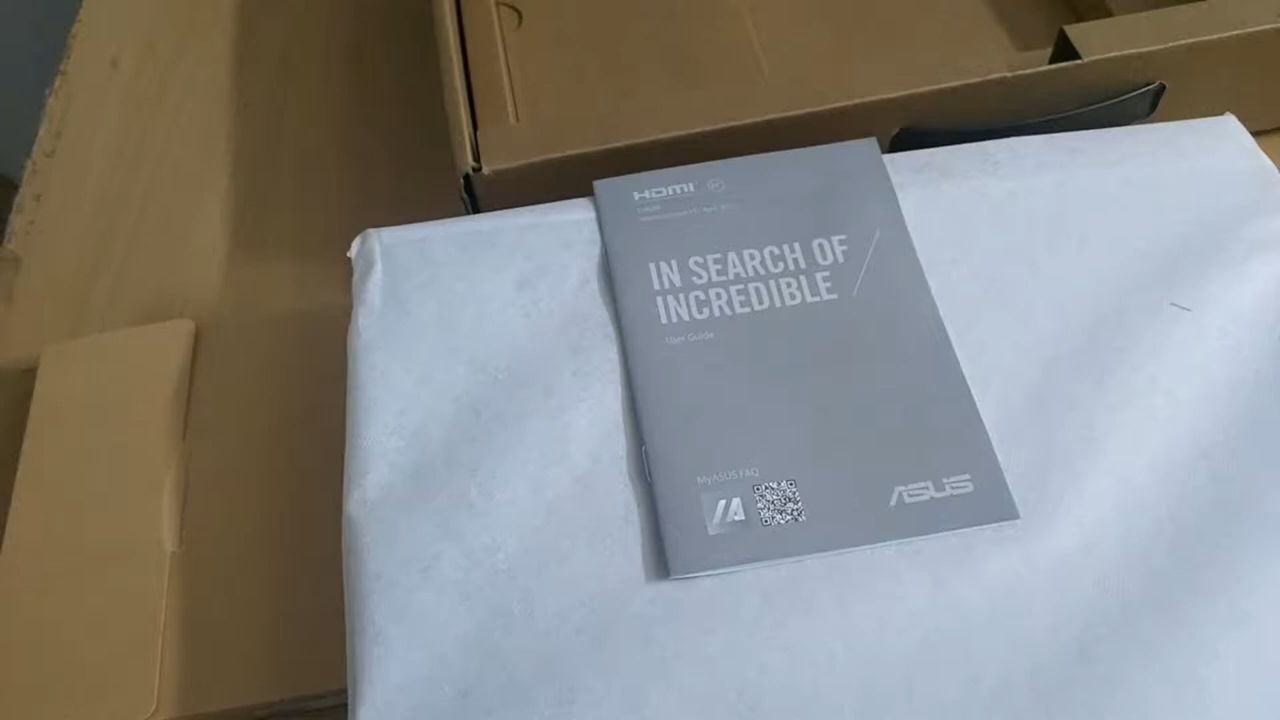 HDMI
IN SEARCH OF
INCREDIBLE
User Guide
MyASUS FAQ
ASUS